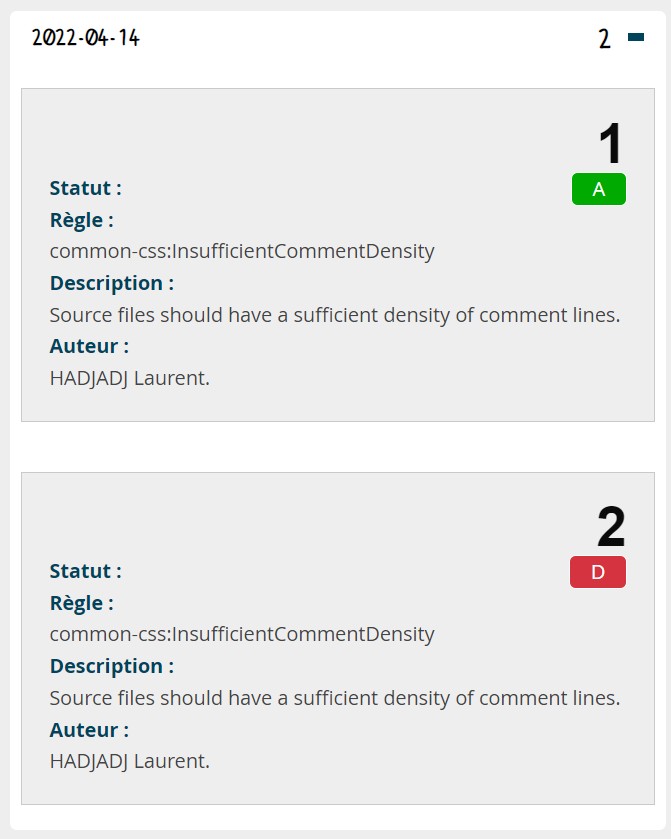 2022-04-14 2
1
Statut : A
Règle :
common-css:InsufficientCommentDensity
Description :
Source files should have a sufficient density of comment lines.
Auteur :
HADJADJ Laurent.
2
Statut : D
Règle :
common-css:InsufficientCommentDensity
Description :
Source files should have a sufficient density of comment lines.
Auteur :
HADJADJ Laurent.